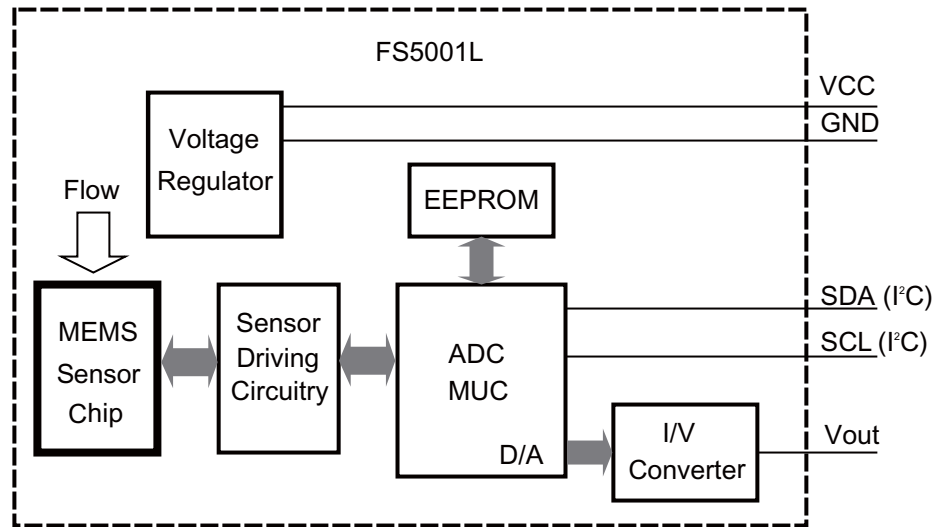 FS5001L
VCC
GND
Voltage
Regulator
Flow
EEPROM
MEMS
Sensor
Chip
Sensor
Driving
Circuitry
ADC
MUC
D/A
SDA (I²C)
SCL (I²C)
I/V
Converter
Vout